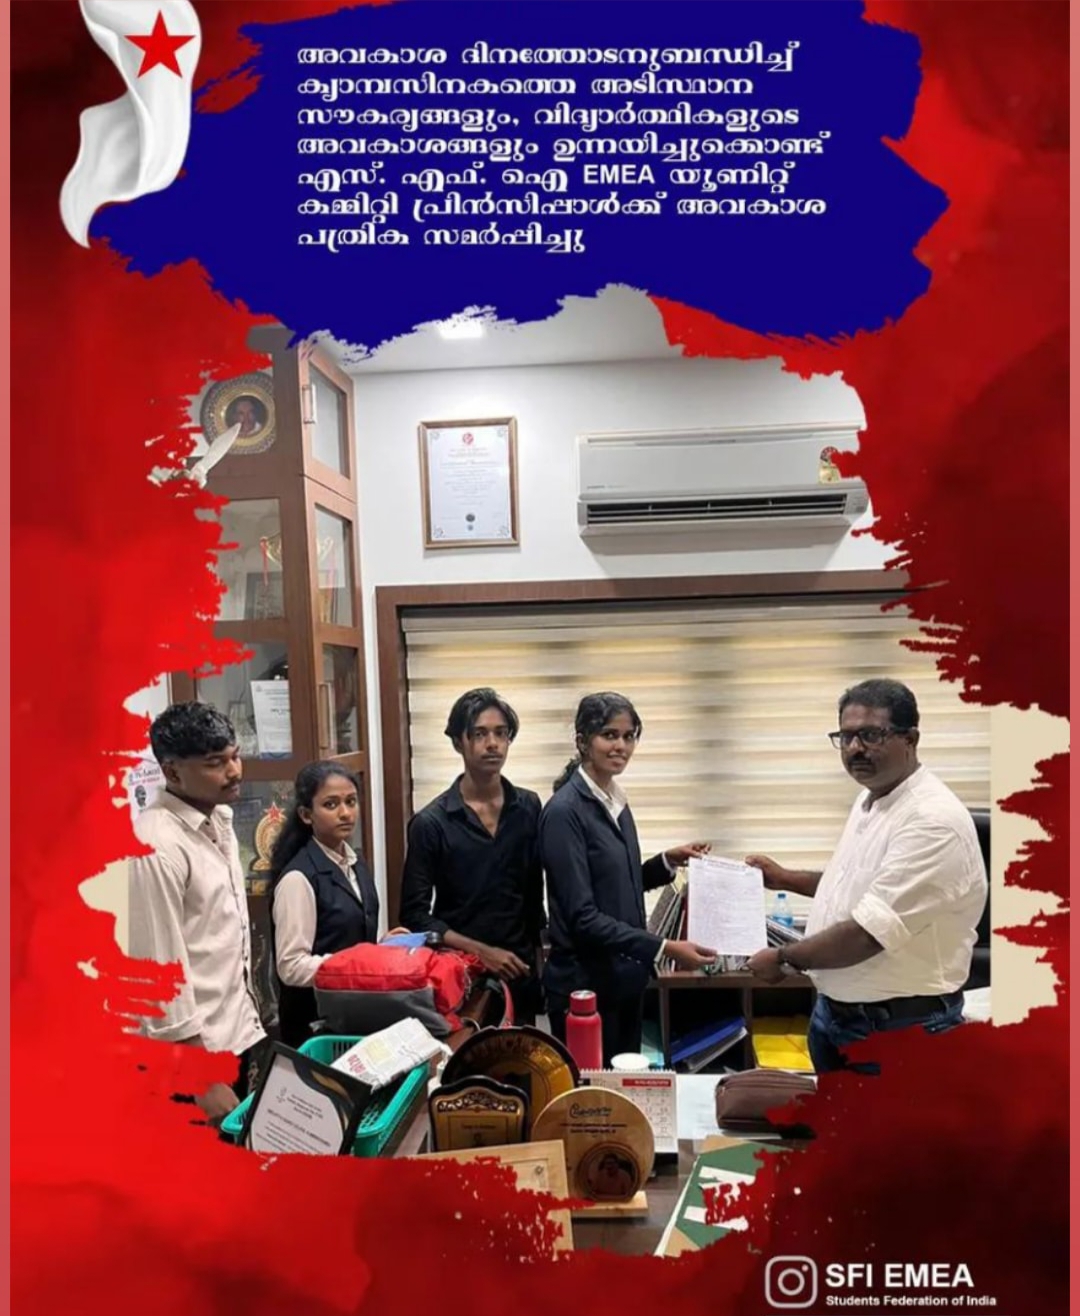 അവകാശ ദിനത്തോടനുബന്ധിച്ച്
ക്യാമ്പസിനകത്തെ അടിസ്ഥാന
സൗകര്യങ്ങളും, വിദ്യാർത്ഥികളുടെ
അവകാശങ്ങളും ഉന്നയിച്ചുക്കൊണ്ട്
എസ്. എഫ്. ഐ EMEA യൂണിറ്റ്
കമ്മിറ്റി പ്രിൻസിപ്പാൾക്ക് അവകാശ
പത്രിക സമർപ്പിച്ചു
SFI EMEA
Students Federation of India